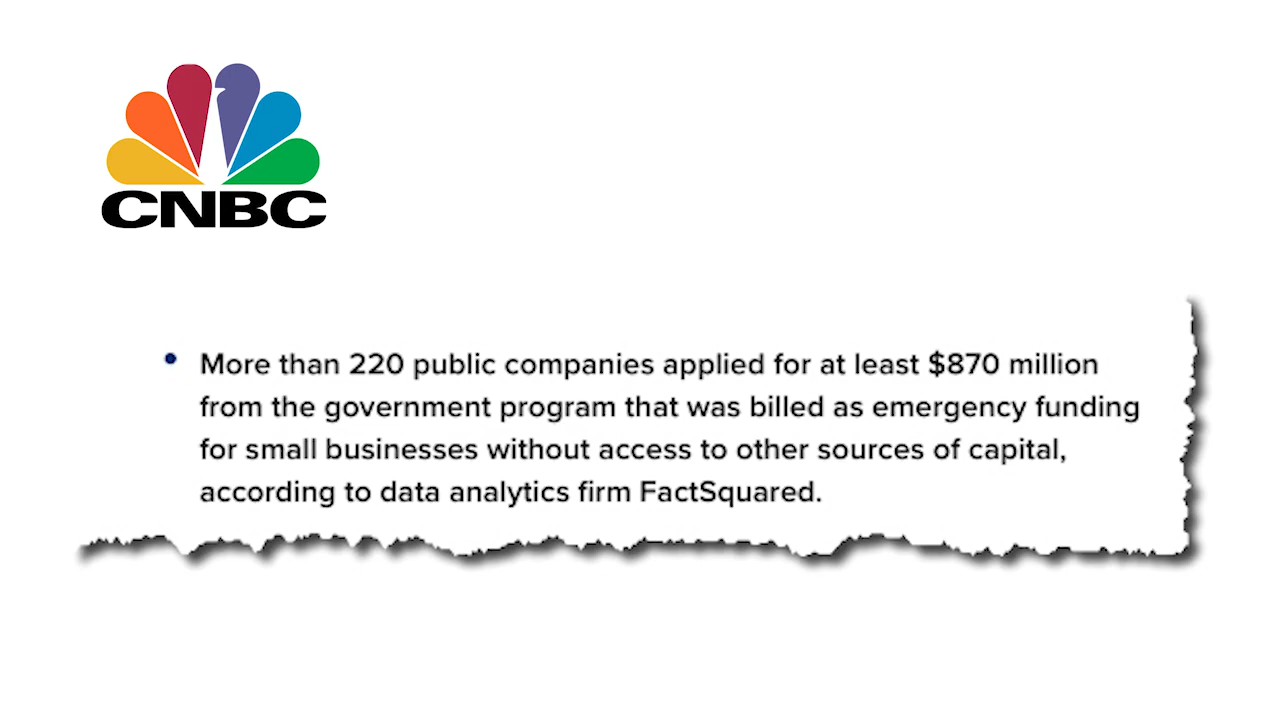 CNBC
• More than 220 public companies applied for at least $870 million
from the government program that was billed as emergency funding
for small businesses without access to other sources of capital,
according to data analytics firm FactSquared.